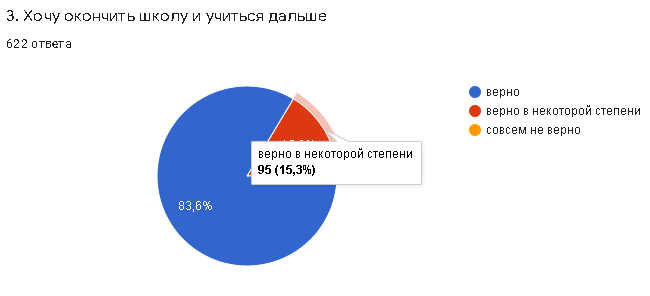 3. Хочу окончить школу и учиться дальше
622 ответа
верно
верно в некоторой степени
совсем не верно
верно в некоторой степени
95 (15,3%)
83,6%